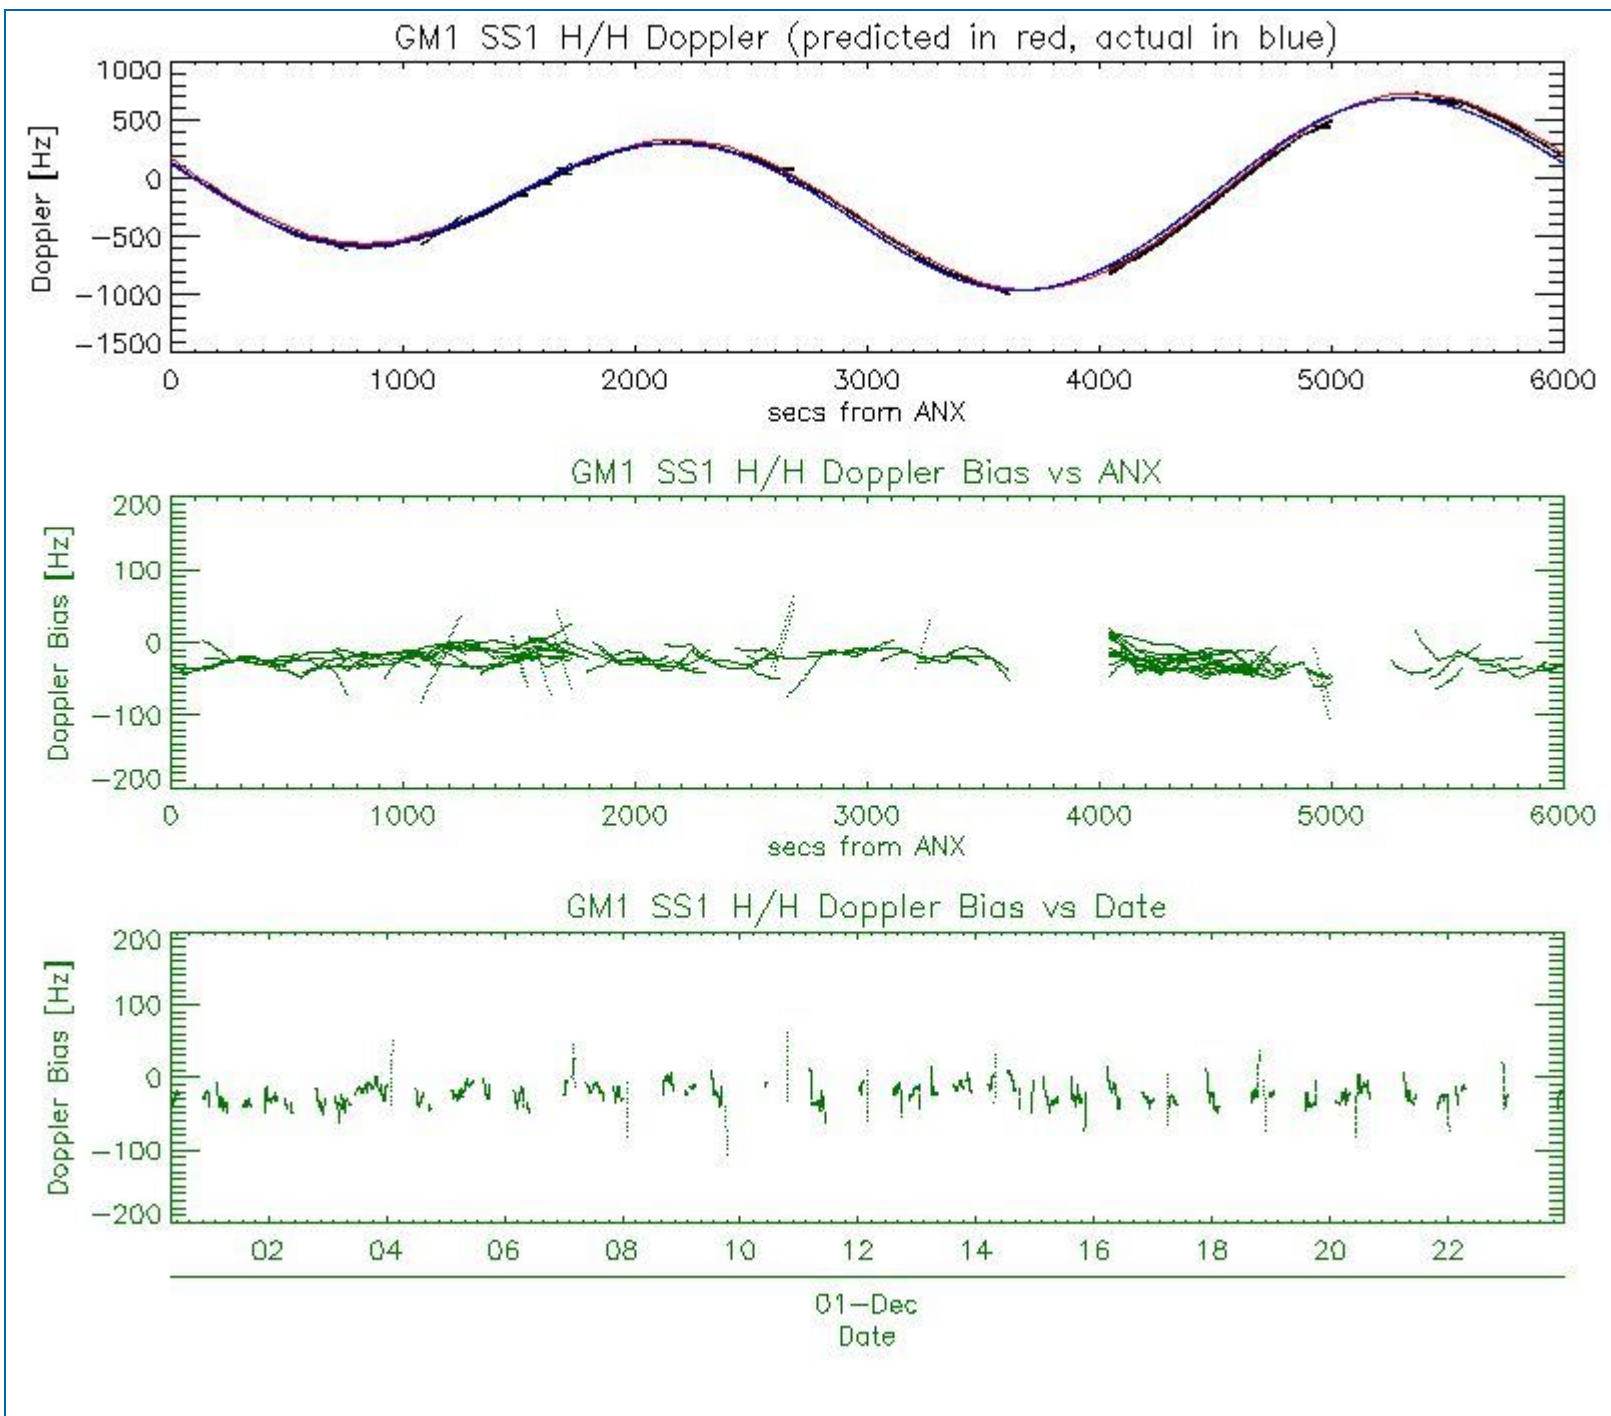 GM1 SS1 H/H Doppler (predicted in red, actual in blue)
Doppler [Hz]
1000
500
0
−500
−1000
−1500
0 1000 2000 3000 4000 5000 6000
secs from ANX
GM1 SS1 H/H Doppler Bias vs ANX
Doppler Bias [Hz]
200
100
0
−100
−200
0 1000 2000 3000 4000 5000 6000
secs from ANX
GM1 SS1 H/H Doppler Bias vs Date
Doppler Bias [Hz]
200
100
0
−100
−200
02 04 06 08 10 12 14 16 18 20 22
01−Dec
Date